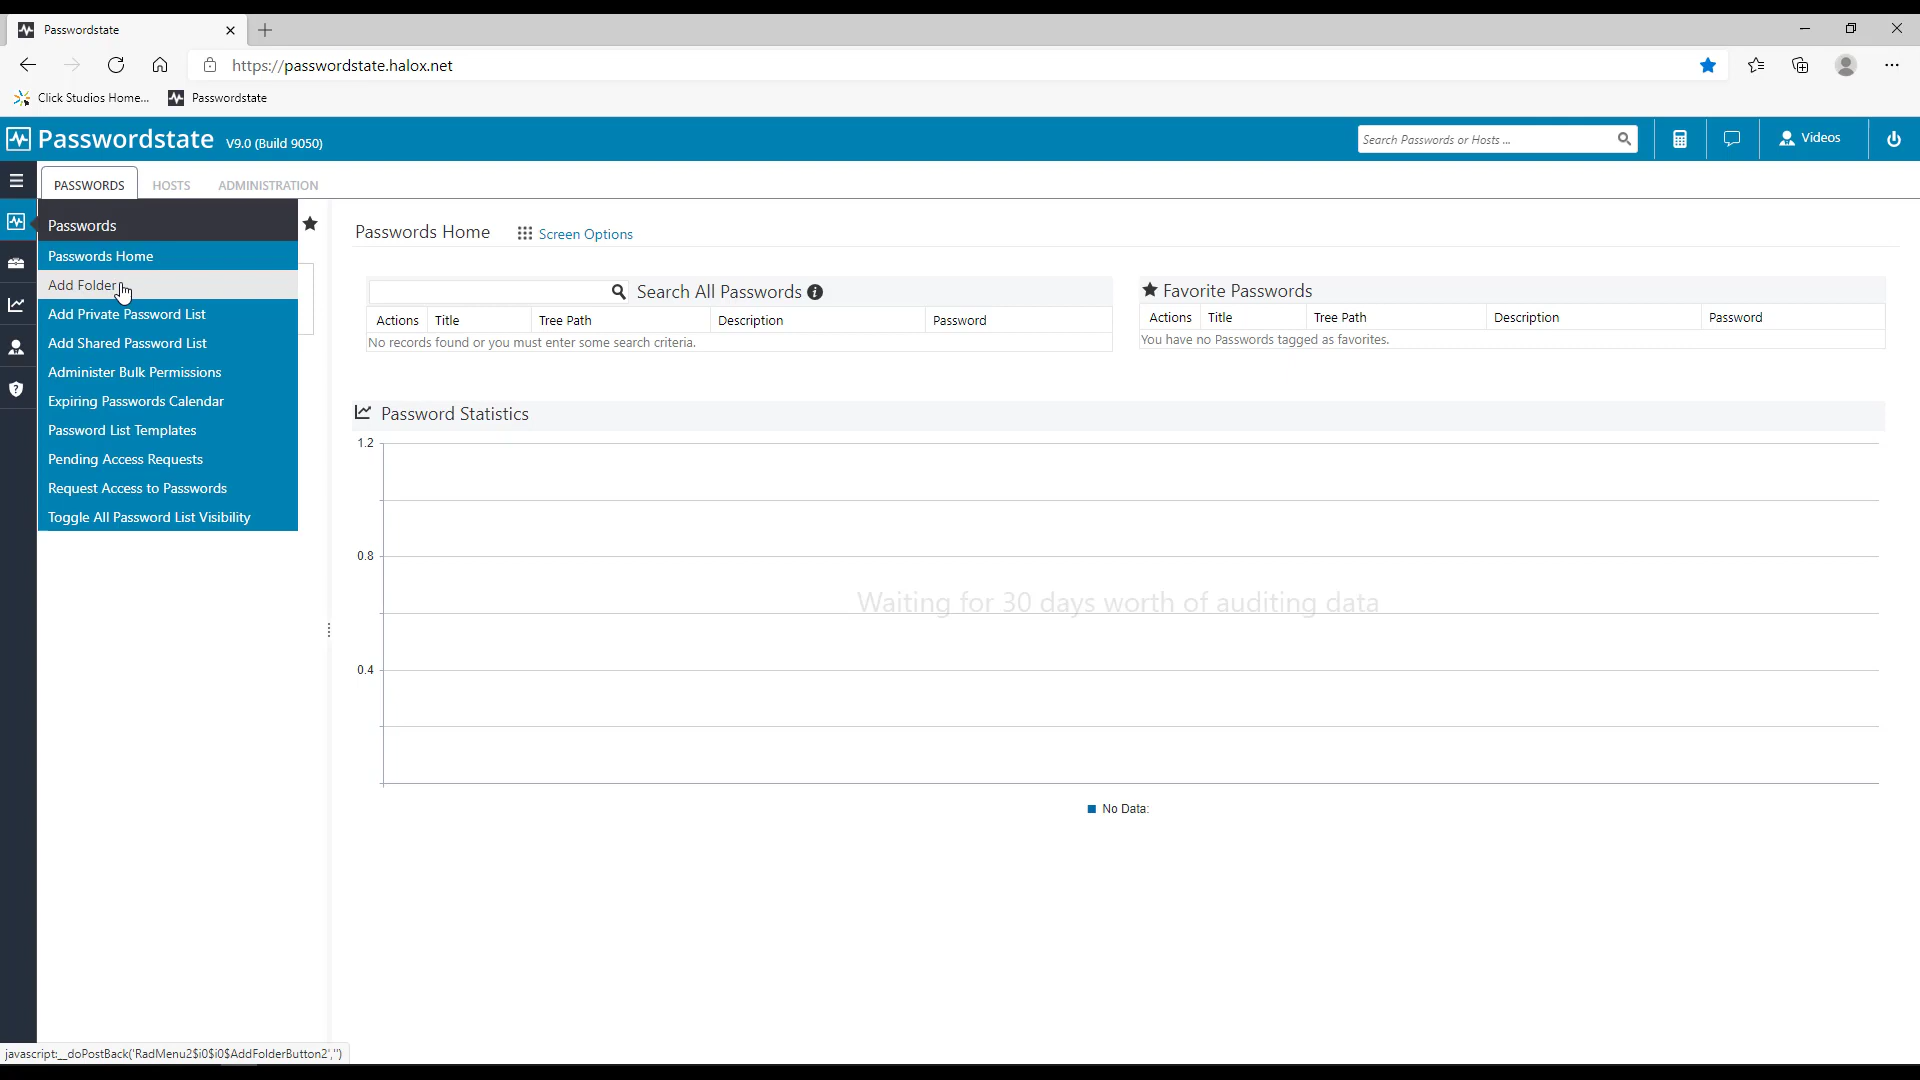 Passwordstate
https://passwordstate.halox.net
Click Studios Home...
Passwordstate
Passwordstate V9.0 (Build 9050)
Search Passwords or Hosts ...
Videos
PASSWORDS
HOSTS
ADMINISTRATION
Passwords
Passwords Home
Add Folder
Add Private Password List
Add Shared Password List
Administer Bulk Permissions
Expiring Passwords Calendar
Password List Templates
Pending Access Requests
Request Access to Passwords
Toggle All Password List Visibility
Passwords Home
Screen Options
Search All Passwords
Actions Title Tree Path Description Password
No records found or you must enter some search criteria.
Favorite Passwords
Actions Title Tree Path Description Password
You have no Passwords tagged as favorites.
Password Statistics
1.2
0.8
0.4
Waiting for 30 days worth of auditing data
No Data:
javascript:__doPostBack('RadMenu2$i0$i0$AddFolderButton2','')